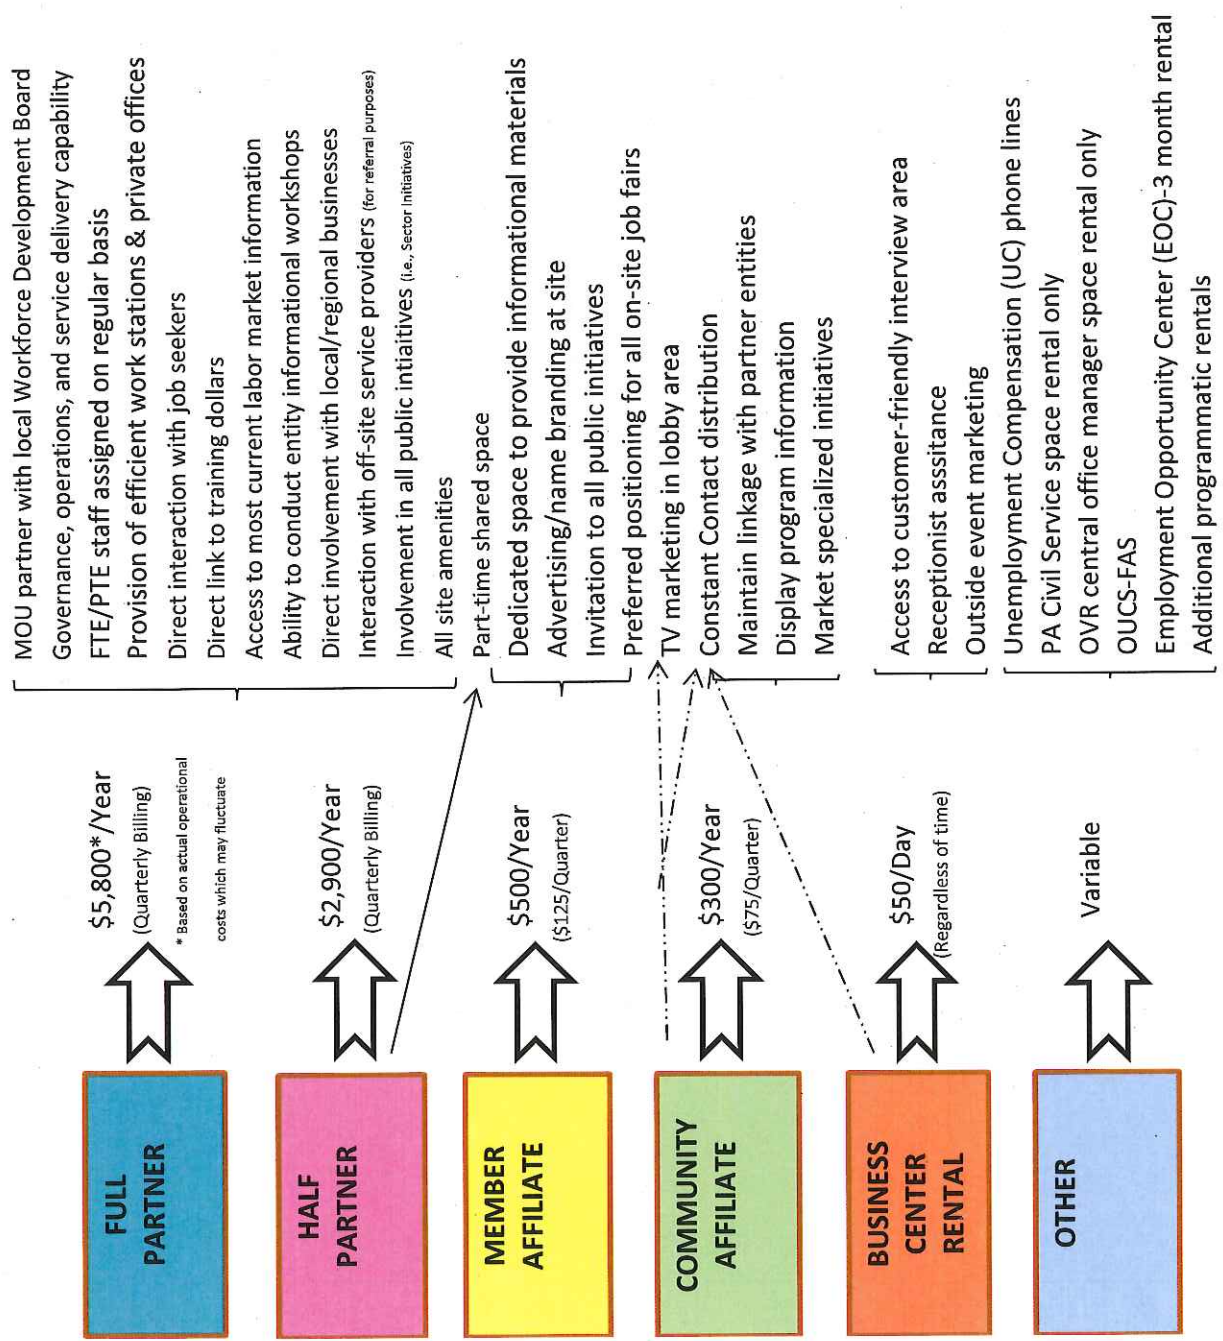 FULL
PARTNER
$5,800*/Year
(Quarterly Billing)
* Based on actual operational
costs which may fluctuate
MOU partner with local Workforce Development Board
Governance, operations, and service delivery capability
FTE/PTE staff assigned on regular basis
Provision of efficient work stations & private offices
Direct interaction with job seekers
Direct link to training dollars
Access to most current labor market information
Ability to conduct entity informational workshops
Direct involvement with local/regional businesses
Interaction with off-site service providers (for referral purposes)
Involvement in all public intiaitives (i.e., Sector Initiatives)
All site amenities
HALF
PARTNER
$2,900/Year
(Quarterly Billing)
Part-time shared space
MEMBER
AFFILIATE
$500/Year
($125/Quarter)
Dedicated space to provide informational materials
Advertising/name branding at site
Invitation to all public initiatives
Preferred positioning for all on-site job fairs
TV marketing in lobby area
Constant Contact distribution
COMMUNITY
AFFILIATE
$300/Year
($75/Quarter)
Maintain linkage with partner entities
Display program information
Market specialized initiatives
BUSINESS
CENTER
RENTAL
$50/Day
(Regardless of time)
Access to customer-friendly interview area
Receptionist asssitance
Outside event marketing
OTHER
Variable
Unemployment Compensation (UC) phone lines
PA Civil Service space rental only
OVR central office manager space rental only
OUCS-FAS
Employment Opportunity Center (EOC)-3 month rental
Additional programmatic rentals